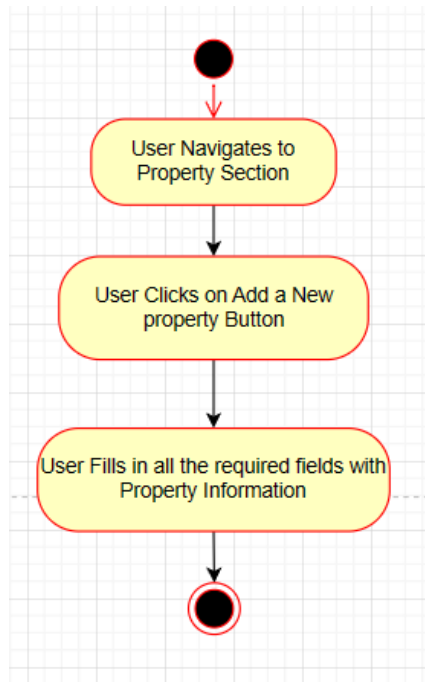 User Navigates to
Property Section
User Clicks on Add a New
property Button
User Fills in all the required fields with
Property Information